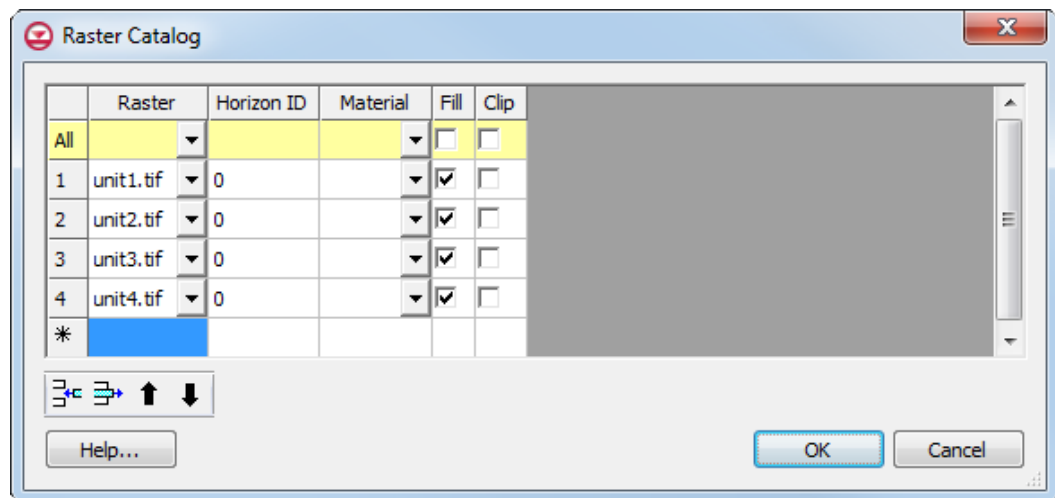 Raster Catalog
Raster Horizon ID Material Fill Clip
All
1 unit1.tif 0
2 unit2.tif 0
3 unit3.tif 0
4 unit4.tif 0
*
Help... OK Cancel